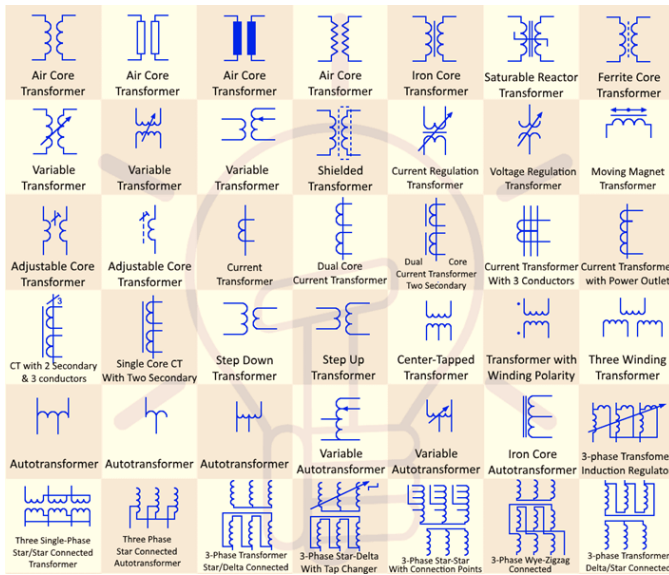 Air Core
Transformer
Air Core
Transformer
Air Core
Transformer
Air Core
Transformer
Iron Core
Transformer
Saturable Reactor
Transformer
Ferrite Core
Transformer
Variable
Transformer
Variable
Transformer
Variable
Transformer
Shielded
Transformer
Current Regulation
Transformer
Voltage Regulation
Transformer
Moving Magnet
Transformer
Adjustable Core
Transformer
Adjustable Core
Transformer
Current
Transformer
Dual Core
Current Transformer
Dual Core
Current Transformer
Two Secondary
Current Transformer
With 3 Conductors
Current Transforme
with Power Outlet
3
CT with 2 Secondary
& 3 conductors
Single Core CT
With Two Secondary
Step Down
Transformer
Step Up
Transformer
Center-Tapped
Transformer
Transformer with
Winding Polarity
Three Winding
Transformer
Autotransformer
Autotransformer
Autotransformer
Variable
Autotransformer
Variable
Autotransformer
Iron Core
Autotransformer
3-phase Transforme
Induction Regulato
Three Single-Phase
Star/Star Connected
Transformer
Three Phase
Star Connected
Autotransformer
3-Phase Transformer
Star/Delta Connected
3-Phase Star-Delta
With Tap Changer
3-Phase Star-Star
With Connection Points
3-Phase Wye-Zigzag
Connected
3-phase Transforme
Delta/Star Connected